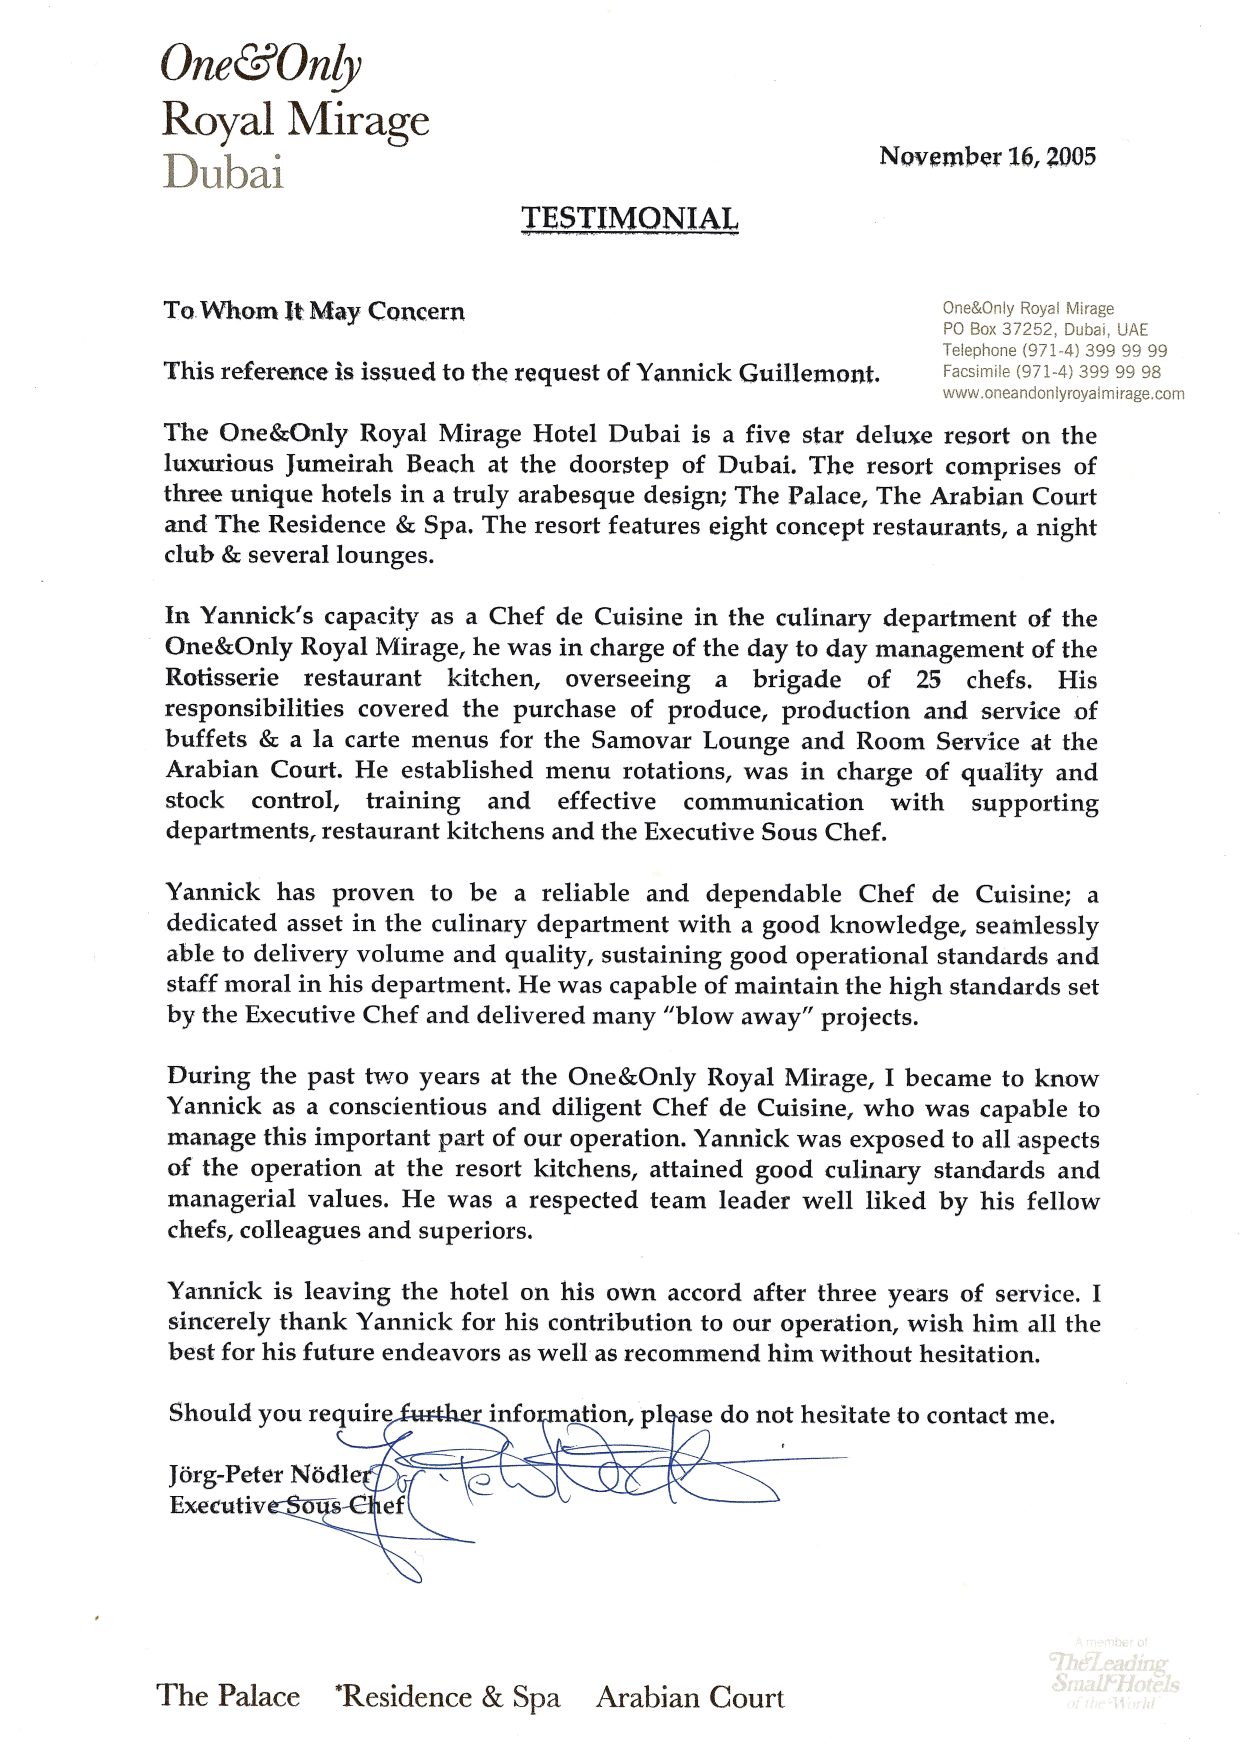 One&Only
Royal Mirage
Dubai
November 16, 2005
TESTIMONIAL
To Whom It May Concern
One&Only Royal Mirage
PO Box 37252, Dubai, UAE
Telephone (971-4) 399 99 99
Facsimile (971-4) 399 99 98
www.oneandonlyroyalmirage.com
This reference is issued to the request of Yannick Guillemont.
The One&Only Royal Mirage Hotel Dubai is a five star deluxe resort on the
luxurious Jumeirah Beach at the doorstep of Dubai. The resort comprises of
three unique hotels in a truly arabesque design; The Palace, The Arabian Court
and The Residence & Spa. The resort features eight concept restaurants, a night
club & several lounges.
In Yannick's capacity as a Chef de Cuisine in the culinary department of the
One&Only Royal Mirage, he was in charge of the day to day management of the
Rotisserie restaurant kitchen, overseeing a brigade of 25 chefs. His
responsibilities covered the purchase of produce, production and service of
buffets & a la carte menus for the Samovar Lounge and Room Service at the
Arabian Court. He established menu rotations, was in charge of quality and
stock control, training and effective communication with supporting
departments, restaurant kitchens and the Executive Sous Chef.
Yannick has proven to be a reliable and dependable Chef de Cuisine; a
dedicated asset in the culinary department with a good knowledge, seamlessly
able to delivery volume and quality, sustaining good operational standards and
staff moral in his department. He was capable of maintain the high standards set
by the Executive Chef and delivered many "blow away" projects.
During the past two years at the One&Only Royal Mirage, I became to know
Yannick as a conscientious and diligent Chef de Cuisine, who was capable to
manage this important part of our operation. Yannick was exposed to all aspects
of the operation at the resort kitchens, attained good culinary standards and
managerial values. He was a respected team leader well liked by his fellow
chefs, colleagues and superiors.
Yannick is leaving the hotel on his own accord after three years of service. I
sincerely thank Yannick for his contribution to our operation, wish him all the
best for his future endeavors as well as recommend him without hesitation.
Should you require further information, please do not hesitate to contact me.
Jörg-Peter Nödler
Executive Sous Chef
A member of
The Leading
Small Hotels
of the World
The Palace *Residence & Spa Arabian Court